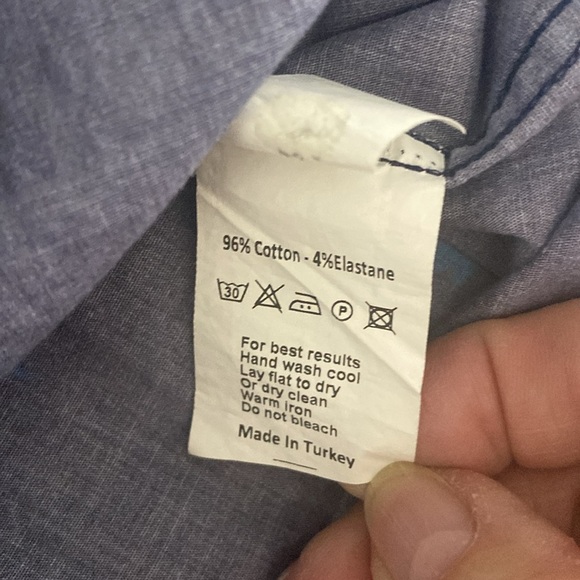 96% Cotton - 4%Elastane
30 P
For best results
Hand wash cool
Lay flat to dry
Or dry clean
Warm iron
Do not bleach
Made In Turkey